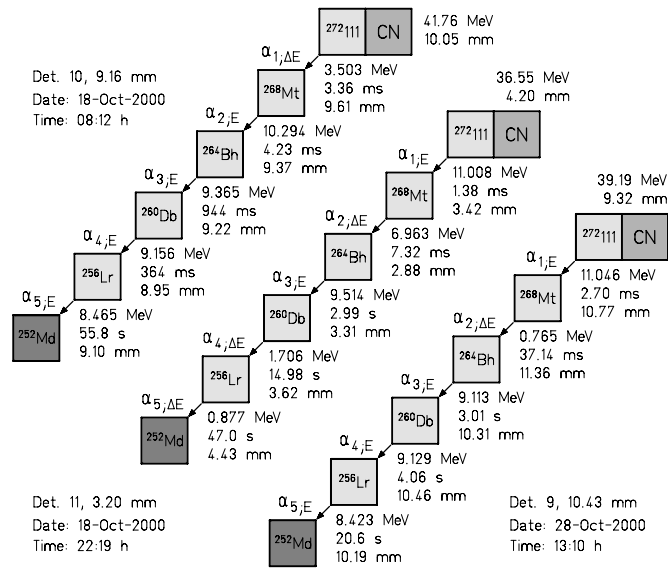 ²⁷²111 CN
41.76 MeV
10.05 mm
α₁;ΔE
3.503 MeV
3.36 ms
9.61 mm
Det. 10, 9.16 mm
Date: 18-Oct-2000
Time: 08:12 h
²⁶⁸Mt
α₂;E
10.294 MeV
4.23 ms
9.37 mm
²⁶⁴Bh
α₃;E
9.365 MeV
944 ms
9.22 mm
²⁶⁰Db
α₄;E
9.156 MeV
364 ms
8.95 mm
²⁵⁶Lr
α₅;E
8.465 MeV
55.8 s
9.10 mm
²⁵²Md
36.55 MeV
4.20 mm
²⁷²111 CN
α₁;E
11.008 MeV
1.38 ms
3.42 mm
²⁶⁸Mt
α₂;ΔE
6.963 MeV
7.32 ms
2.88 mm
²⁶⁴Bh
α₃;E
9.514 MeV
2.99 s
3.31 mm
²⁶⁰Db
α₄;ΔE
1.706 MeV
14.98 s
3.62 mm
²⁵⁶Lr
α₅;ΔE
0.877 MeV
47.0 s
4.43 mm
²⁵²Md
Det. 11, 3.20 mm
Date: 18-Oct-2000
Time: 22:19 h
39.19 MeV
9.32 mm
²⁷²111 CN
α₁;E
11.046 MeV
2.70 ms
10.77 mm
²⁶⁸Mt
α₂;ΔE
0.765 MeV
37.14 ms
11.36 mm
²⁶⁴Bh
α₃;E
9.113 MeV
3.01 s
10.31 mm
²⁶⁰Db
α₄;E
9.129 MeV
4.06 s
10.46 mm
²⁵⁶Lr
α₅;E
8.423 MeV
20.6 s
10.19 mm
²⁵²Md
Det. 9, 10.43 mm
Date: 28-Oct-2000
Time: 13:10 h